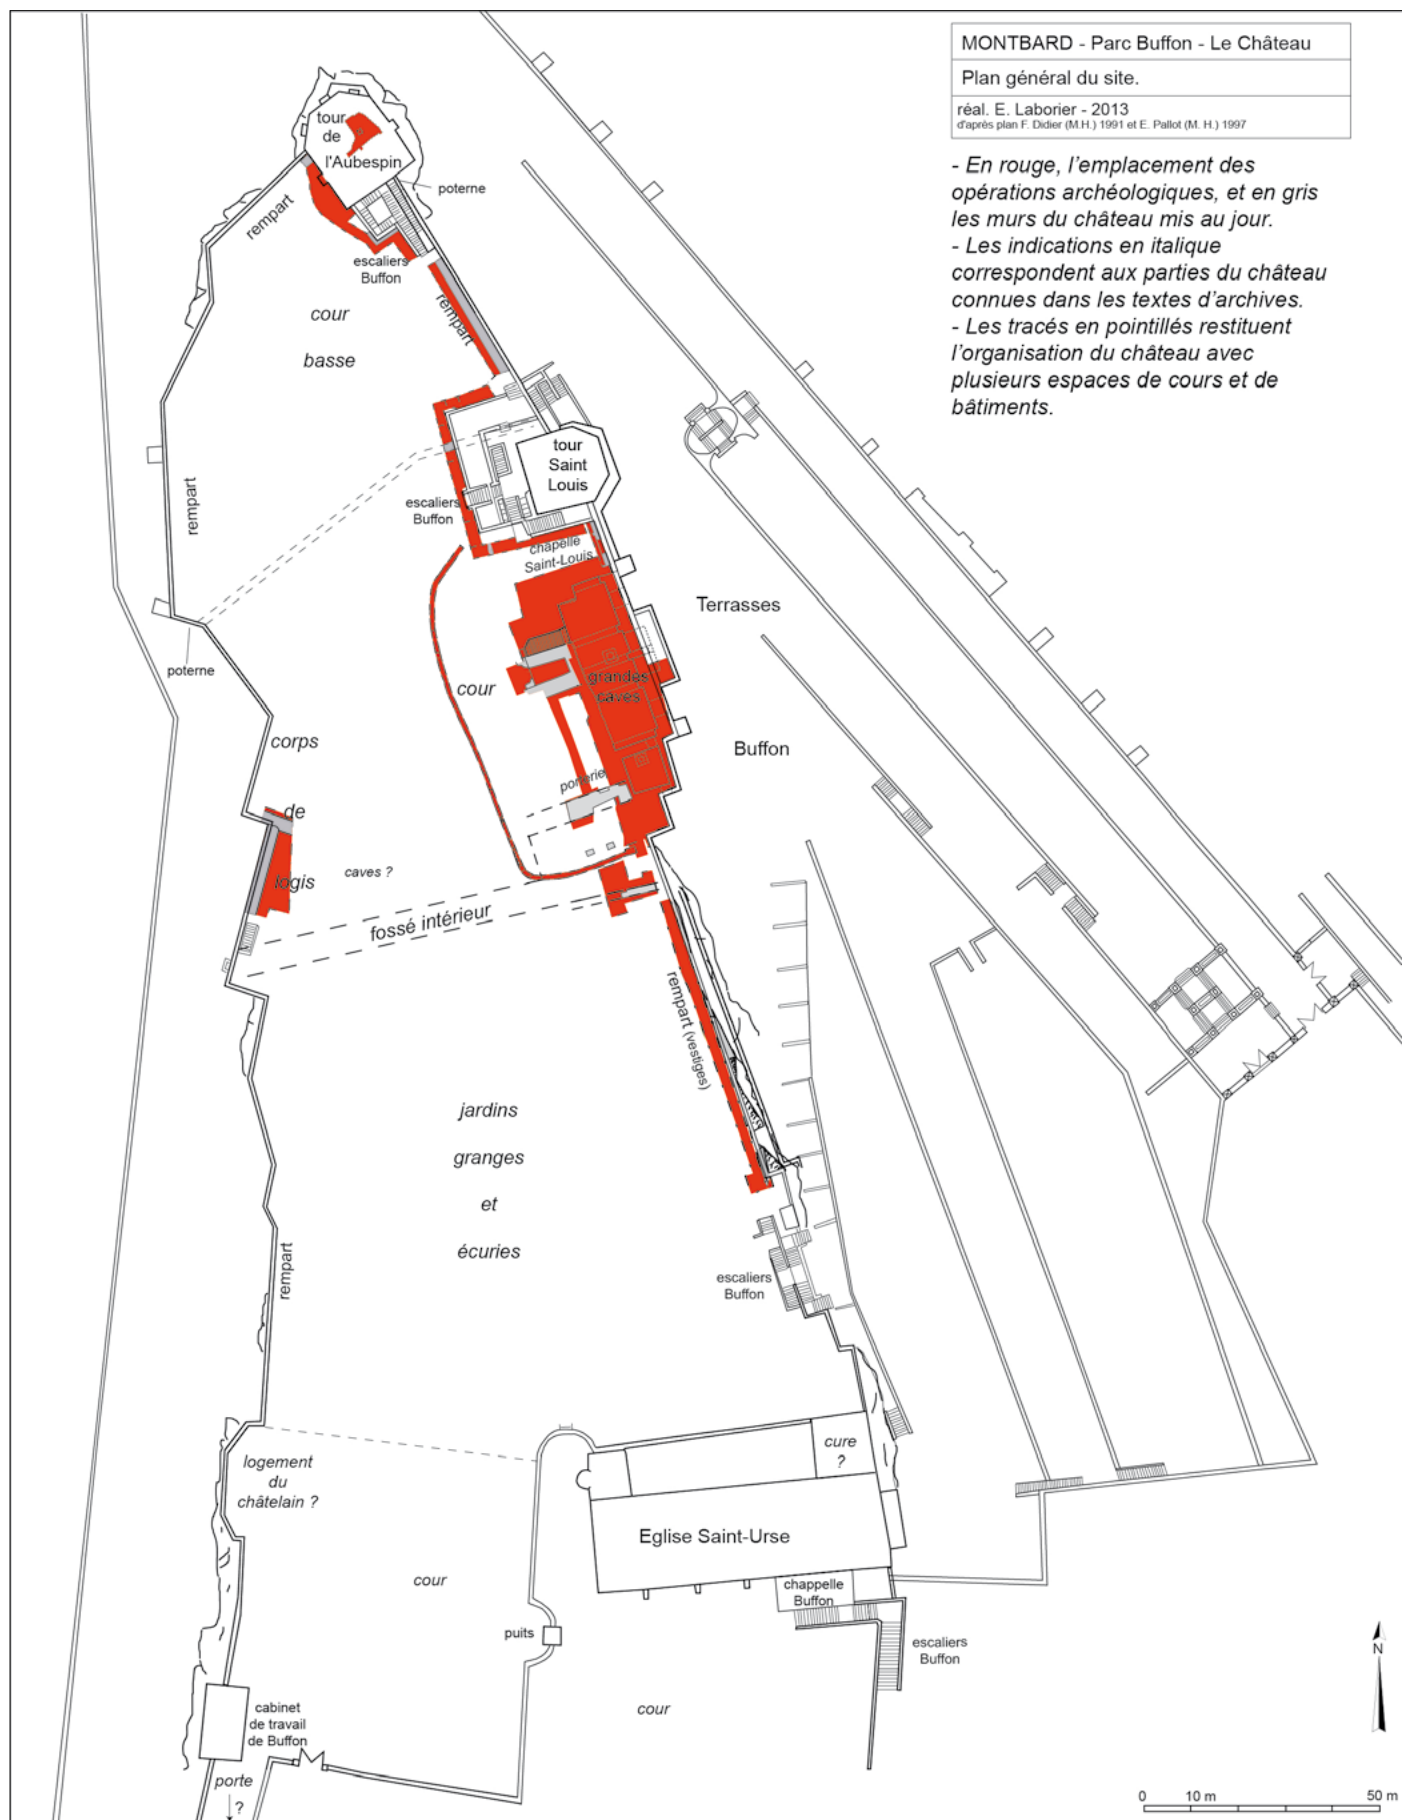 MONTBARD - Parc Buffon - Le Château
Plan général du site.
réal. E. Laborier - 2013
d'après plan F. Didier (M.H.) 1991 et E. Pallot (M. H.) 1997
- En rouge, l'emplacement des
opérations archéologiques, et en gris
les murs du château mis au jour.
- Les indications en italique
correspondent aux parties du château
connues dans les textes d'archives.
- Les tracés en pointillés restituent
l'organisation du château avec
plusieurs espaces de cours et de
bâtiments.
tour
de
l'Aubespin
poterne
rempart
escaliers
Buffon
rempart
cour
basse
tour
Saint
Louis
rempart
escaliers
Buffon
chapelle
Saint-Louis
Terrasses
poterne
grandes
caves
cour
corps
Buffon
porterie
de
caves ?
logis
fossé intérieur
rempart (vestiges)
jardins
granges
et
écuries
rempart
escaliers
Buffon
cure
?
logement
du
châtelain ?
Eglise Saint-Urse
cour
chappelle
Buffon
puits
escaliers
Buffon
cabinet
de travail
de Buffon
cour
porte
?
N
0 10 m 50 m